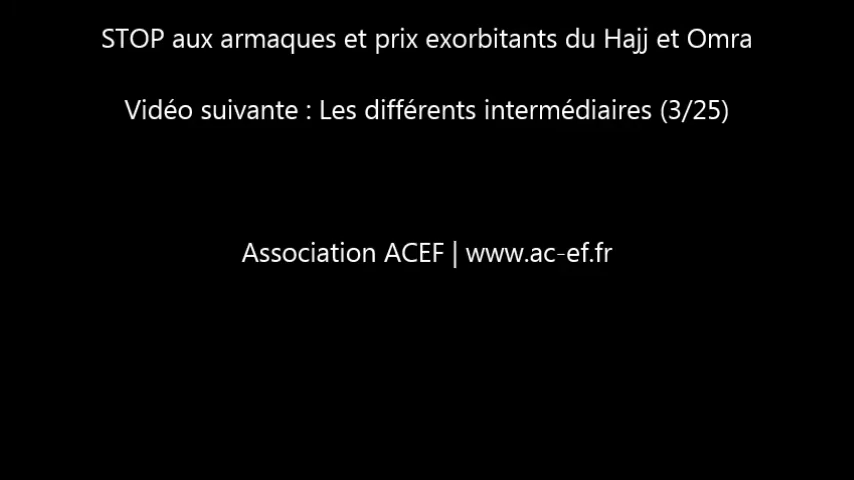 STOP aux armaques et prix exorbitants du Hajj et Omra
Vidéo suivante : Les différents intermédiaires (3/25)
Association ACEF | www.ac-ef.fr